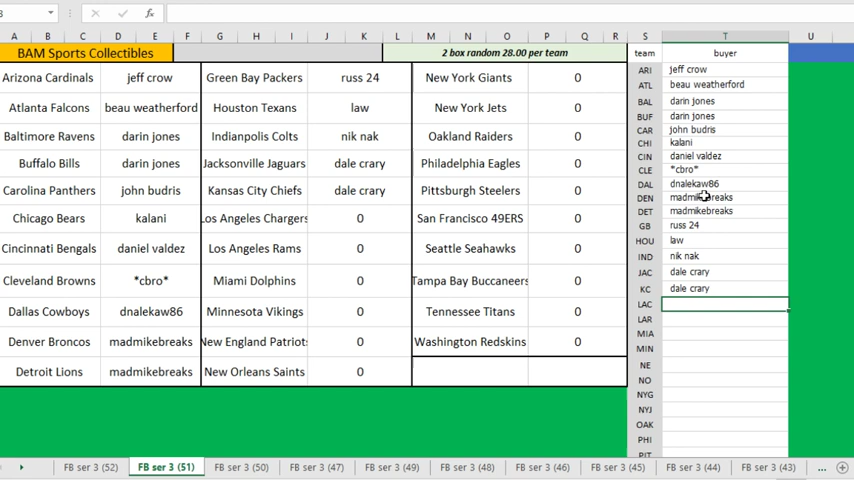 A B C D E F G H I J K L M N O P Q R S T U
BAM Sports Collectibles 2 box random 28.00 per team team buyer
Arizona Cardinals jeff crow Green Bay Packers russ 24 New York Giants 0
Atlanta Falcons beau weatherford Houston Texans law New York Jets 0
Baltimore Ravens darin jones Indianpolis Colts nik nak Oakland Raiders 0
Buffalo Bills darin jones Jacksonville Jaguars dale crary Philadelphia Eagles 0
Carolina Panthers john budris Kansas City Chiefs dale crary Pittsburgh Steelers 0
Chicago Bears kalani Los Angeles Chargers 0 San Francisco 49ERS 0
Cincinnati Bengals daniel valdez Los Angeles Rams 0 Seattle Seahawks 0
Cleveland Browns *cbro* Miami Dolphins 0 Tampa Bay Buccaneers 0
Dallas Cowboys dnalekaw86 Minnesota Vikings 0 Tennessee Titans 0
Denver Broncos madmikebreaks New England Patriots 0 Washington Redskins 0
Detroit Lions madmikebreaks New Orleans Saints 0
ARI jeff crow
ATL beau weatherford
BAL darin jones
BUF darin jones
CAR john budris
CHI kalani
CIN daniel valdez
CLE *cbro*
DAL dnalekaw86
DEN madmikebreaks
DET madmikebreaks
GB russ 24
HOU law
IND nik nak
JAC dale crary
KC dale crary
LAC
LAR
MIA
MIN
NE
NO
NYG
NYJ
OAK
PHI
PIT
FB ser 3 (52) FB ser 3 (51) FB ser 3 (50) FB ser 3 (47) FB ser 3 (49) FB ser 3 (48) FB ser 3 (46) FB ser 3 (45) FB ser 3 (44) FB ser 3 (43) ...